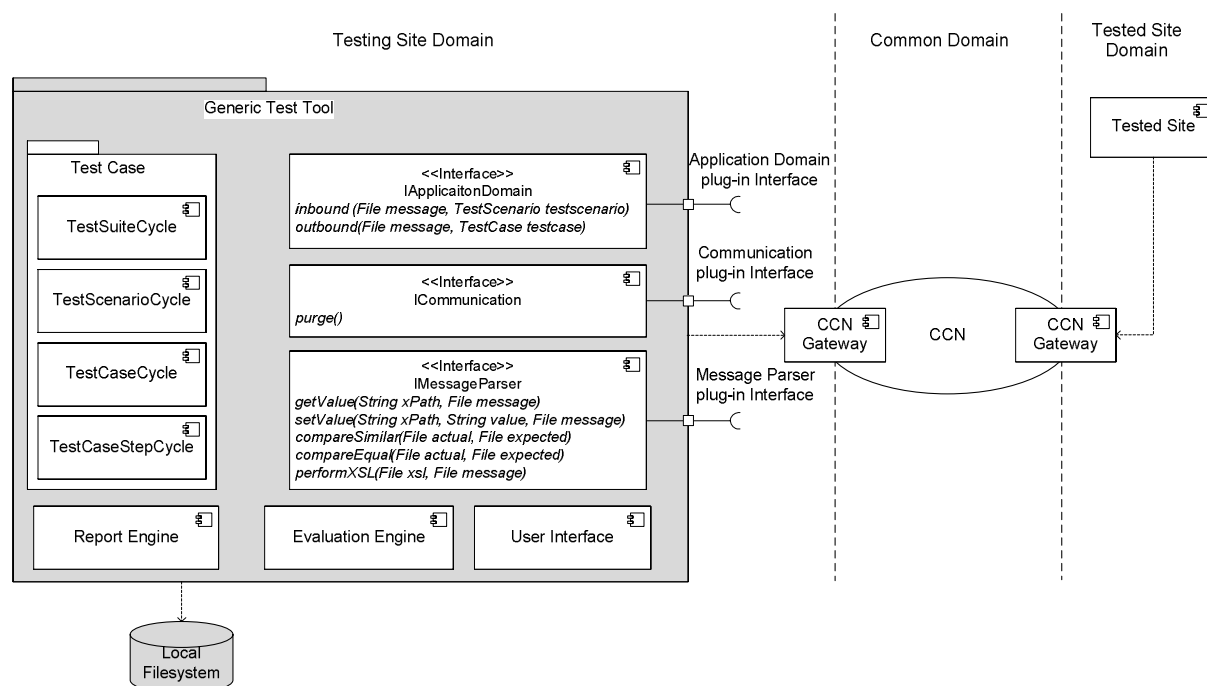 Testing Site Domain
Common Domain
Tested Site
Domain
Generic Test Tool
Tested Site
Test Case
TestSuiteCycle
TestScenarioCycle
TestCaseCycle
TestCaseStepCycle
<<Interface>>
IApplicaitonDomain
inbound (File message, TestScenario testscenario)
outbound(File message, TestCase testcase)
Application Domain
plug-in Interface
<<Interface>>
ICommunication
purge()
Communication
plug-in Interface
<<Interface>>
IMessageParser
getValue(String xPath, File message)
setValue(String xPath, String value, File message)
compareSimilar(File actual, File expected)
compareEqual(File actual, File expected)
performXSL(File xsl, File message)
Message Parser
plug-in Interface
CCN
Gateway
CCN
CCN
Gateway
Report Engine
Evaluation Engine
User Interface
Local
Filesystem